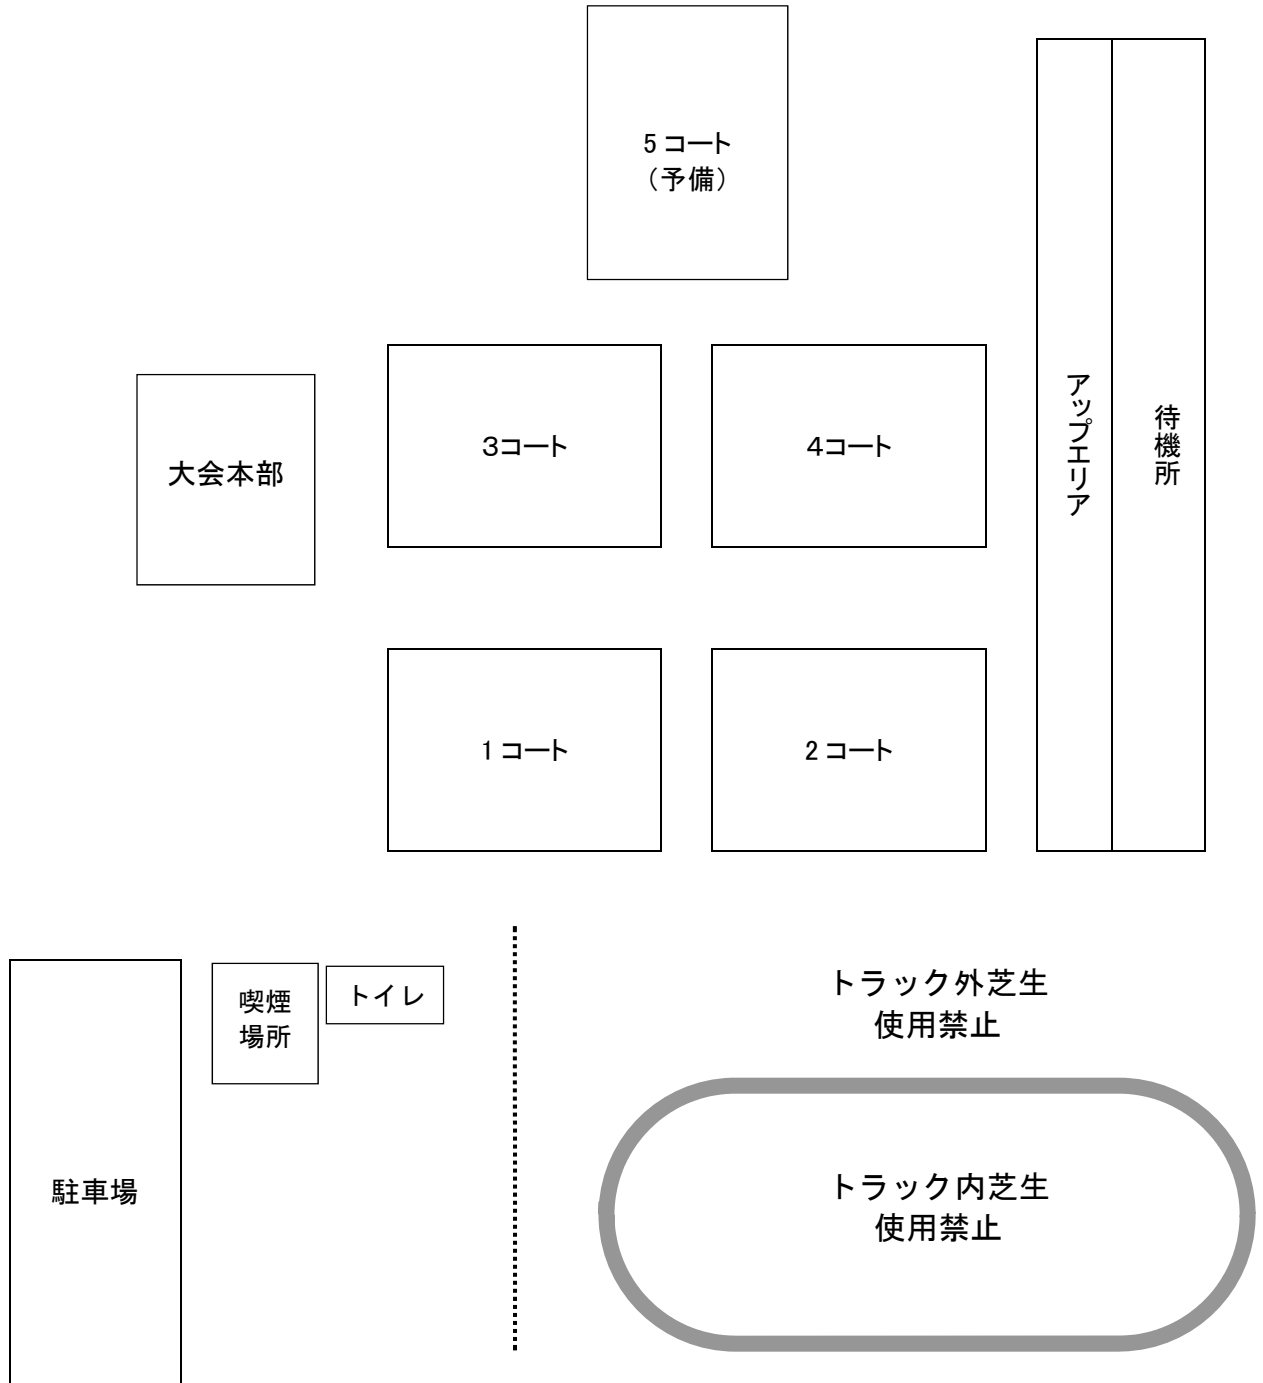 5 コート
（予備）
3コート
4コート
アップエリア
待機所
大会本部
1 コート
2 コート
喫煙
場所
トイレ
トラック外芝生
使用禁止
駐車場
トラック内芝生
使用禁止